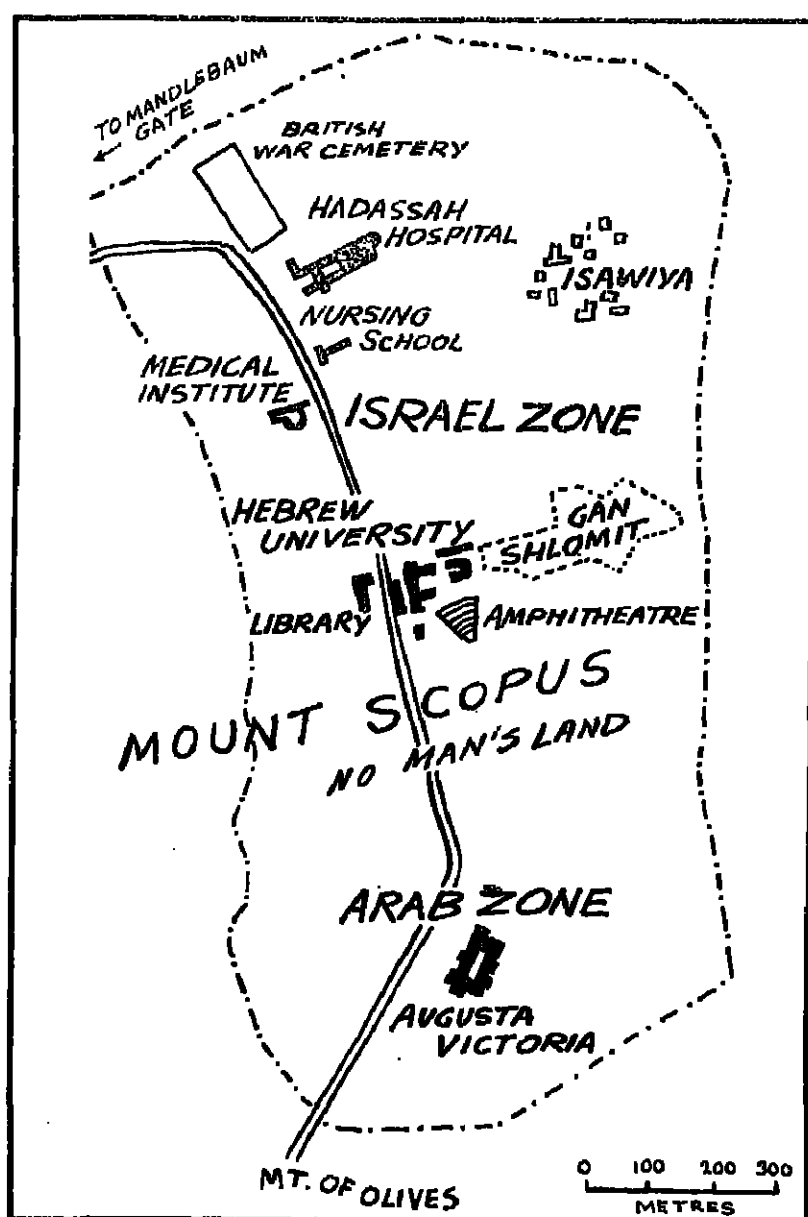 TO MANDLEBAUM
GATE
BRITISH
WAR CEMETERY
HADASSAH
HOSPITAL
ISAWIYA
NURSING
SCHOOL
MEDICAL
INSTITUTE
ISRAEL ZONE
HEBREW
UNIVERSITY
GAN
SHLOMIT
LIBRARY
AMPHITHEATRE
MOUNT SCOPUS
NO MAN'S LAND
ARAB ZONE
AUGUSTA
VICTORIA
MT. OF OLIVES
0 100 200 300
METRES